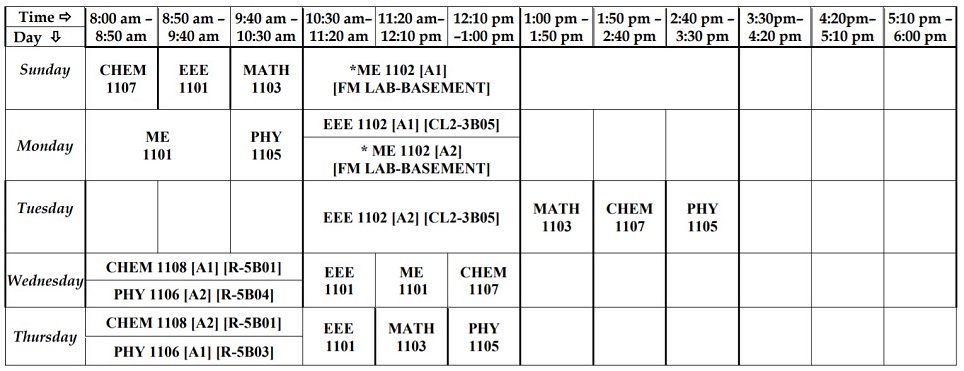 Time ⇨ 8:00 am – 8:50 am – 9:40 am – 10:30 am– 11:20 am– 12:10 pm 1:00 pm – 1:50 pm – 2:40 pm – 3:30pm– 4:20pm– 5:10 pm –
Day ⇩ 8:50 am 9:40 am 10:30 am 11:20 am 12:10 pm –1:00 pm 1:50 pm 2:40 pm 3:30 pm 4:20 pm 5:10 pm 6:00 pm
Sunday CHEM EEE MATH *ME 1102 [A1]
1107 1101 1103 [FM LAB-BASEMENT]
Monday ME PHY EEE 1102 [A1] [CL2-3B05]
1101 1105 * ME 1102 [A2]
[FM LAB-BASEMENT]
Tuesday EEE 1102 [A2] [CL2-3B05] MATH CHEM PHY
1103 1107 1105
Wednesday CHEM 1108 [A1] [R-5B01] EEE ME CHEM
PHY 1106 [A2] [R-5B04] 1101 1101 1107
Thursday CHEM 1108 [A2] [R-5B01] EEE MATH PHY
PHY 1106 [A1] [R-5B03] 1101 1103 1105